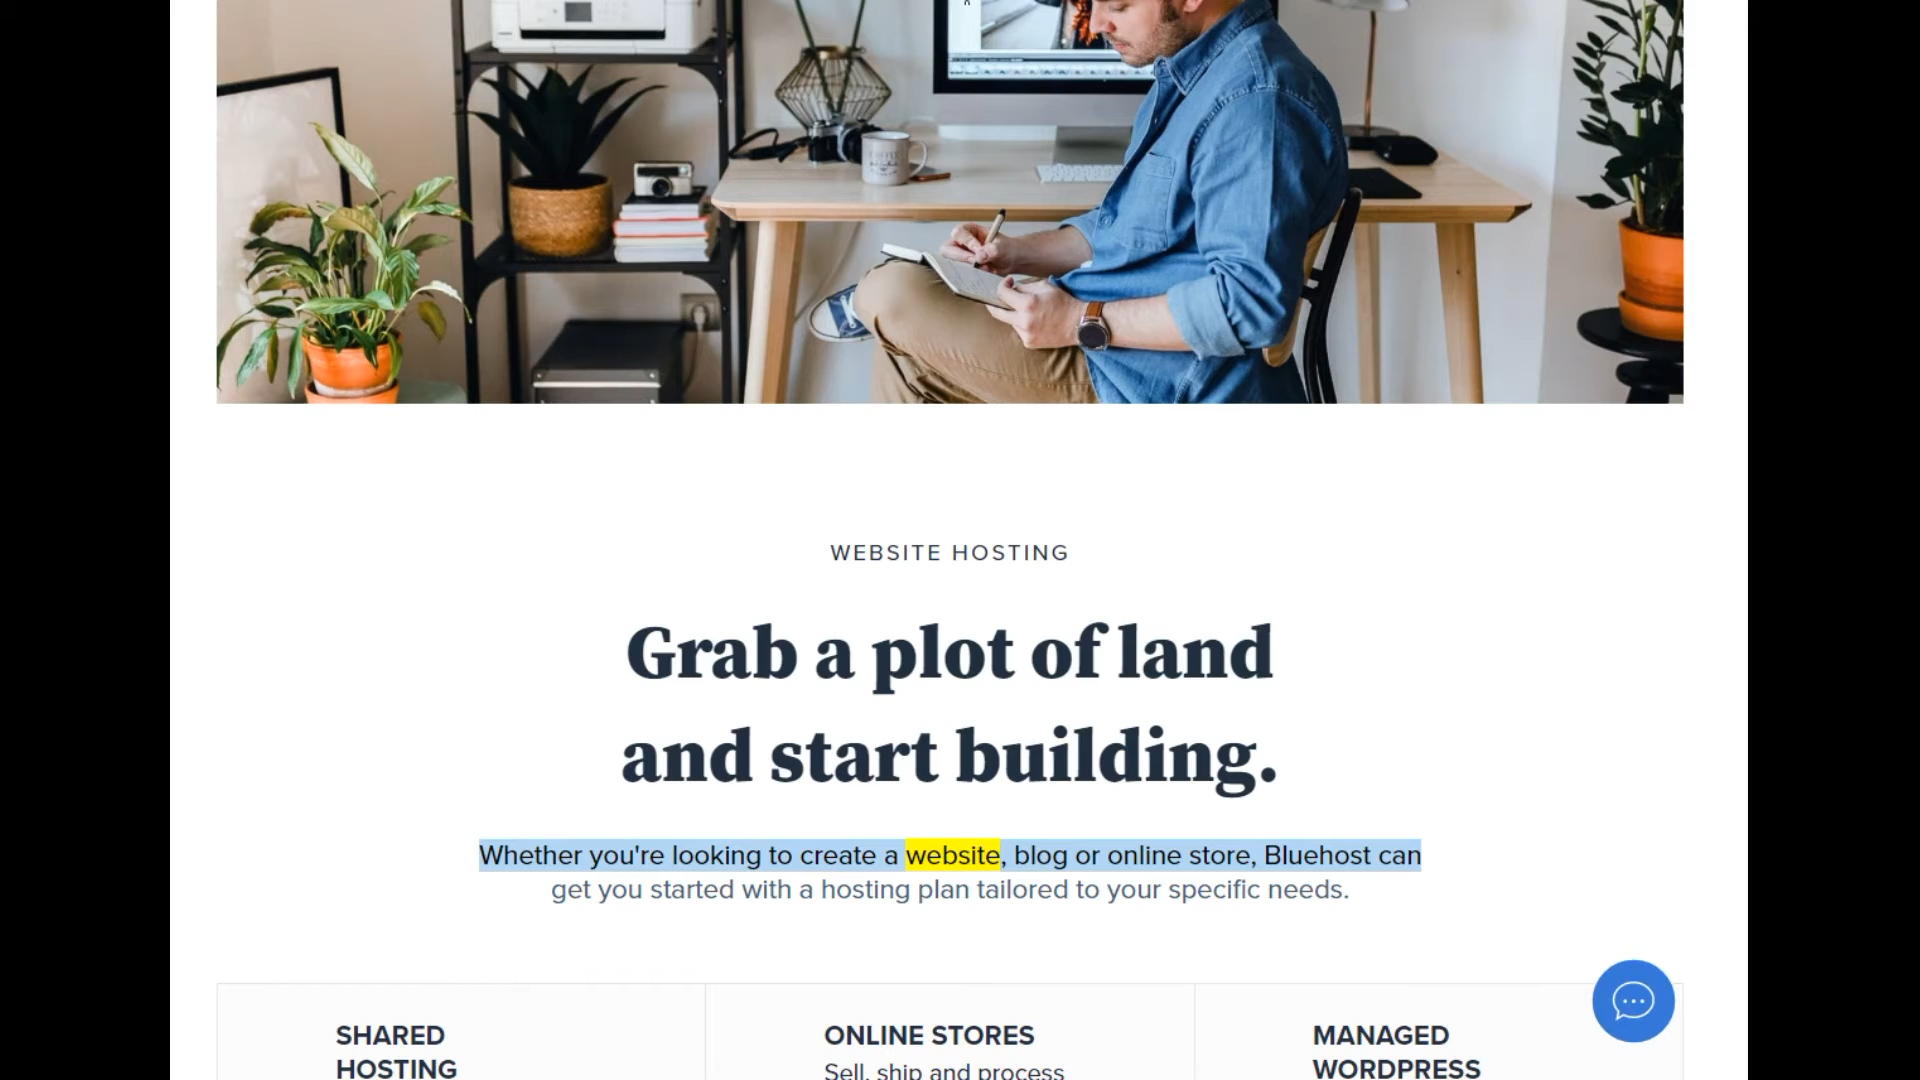 WEBSITE HOSTING
Grab a plot of land
and start building.
Whether you're looking to create a website, blog or online store, Bluehost can
get you started with a hosting plan tailored to your specific needs.
SHARED
HOSTING
ONLINE STORES
Sell, ship and process
MANAGED
WORDPRESS